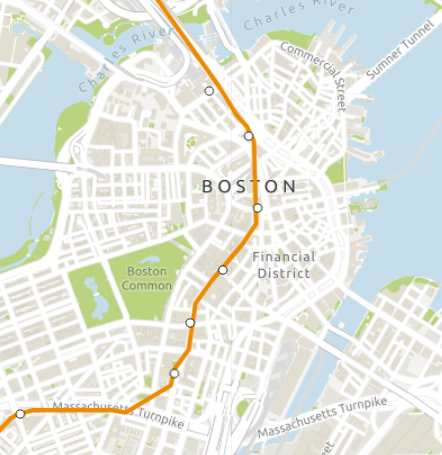 Charles River
Charles River
Commercial
Street
Sumner Tunnel
BOSTON
Financial
District
Boston
Common
Massachusetts Turnpike
Massachusetts Turnpike